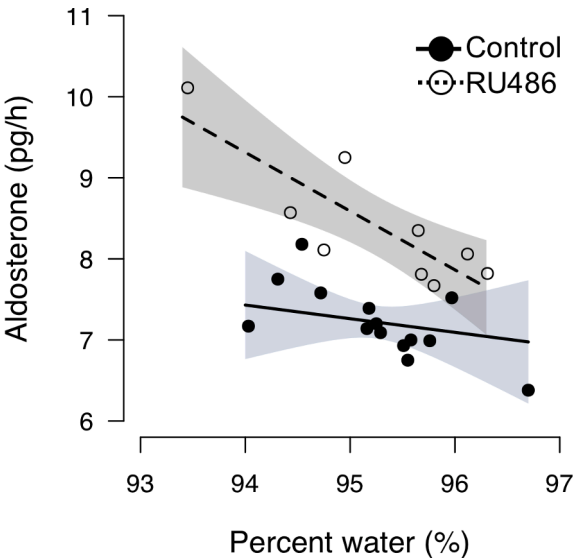 11
10
9
8
7
6
Aldosterone (pg/h)
Control
RU486
93 94 95 96 97
Percent water (%)